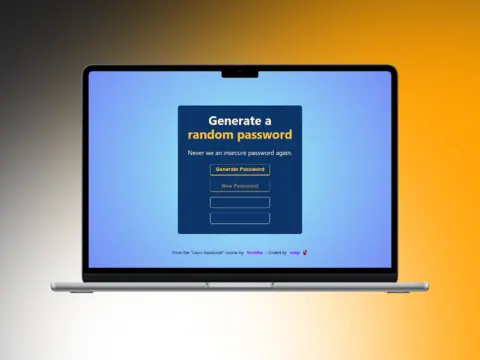 Generate a
random password
Never we an insecure password again.
Generate Password
New Password
From the "Learn JavaScript" course by Scrimba - Coded by